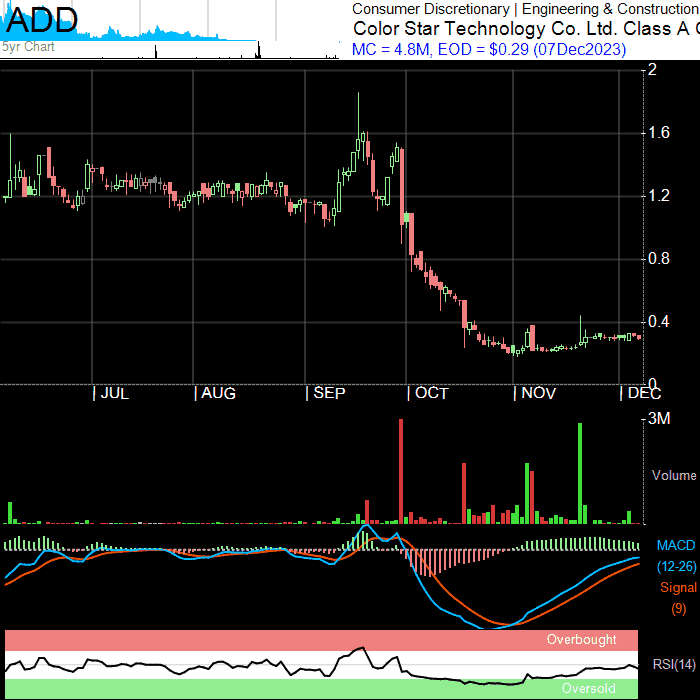 ADD
5yr Chart
Consumer Discretionary | Engineering & Construction
Color Star Technology Co. Ltd. Class A
MC = 4.8M, EOD = $0.29 (07Dec2023)
2
1.6
1.2
0.8
0.4
0
| JUL | AUG | SEP | OCT | NOV | DEC
3M
Volume
MACD
(12-26)
Signal
(9)
Overbought
RSI(14)
Oversold